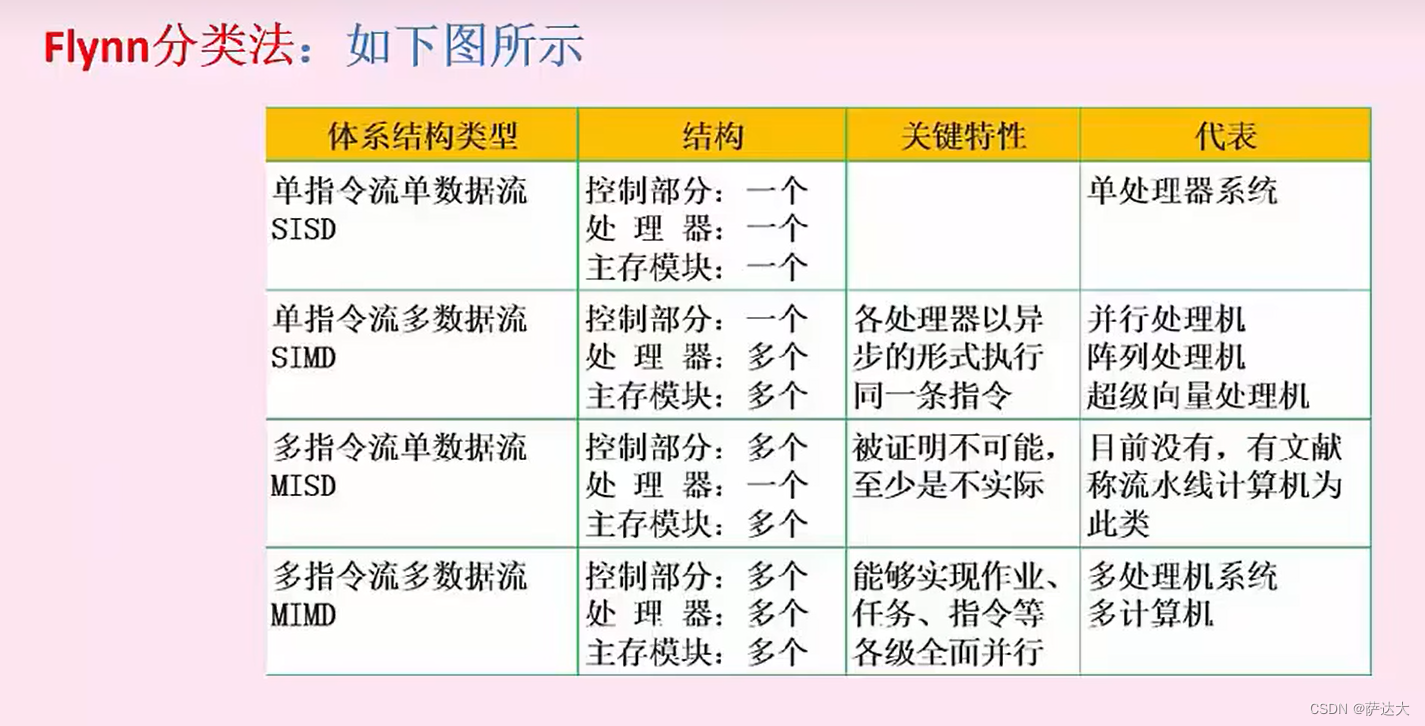 Flynn分类法：如下图所示
体系结构类型 结构 关键特性 代表
单指令流单数据流
SISD
控制部分：一个
处 理 器：一个
主存模块：一个
单处理器系统
单指令流多数据流
SIMD
控制部分：一个
处 理 器：多个
主存模块：多个
各处理器以异
步的形式执行
同一条指令
并行处理机
阵列处理机
超级向量处理机
多指令流单数据流
MISD
控制部分：多个
处 理 器：一个
主存模块：多个
被证明不可能，
至少是不实际
目前没有，有文献
称流水线计算机为
此类
多指令流多数据流
MIMD
控制部分：多个
处 理 器：多个
主存模块：多个
能够实现作业、
任务、指令等
各级全面并行
多处理机系统
多计算机
CSDN @萨达大